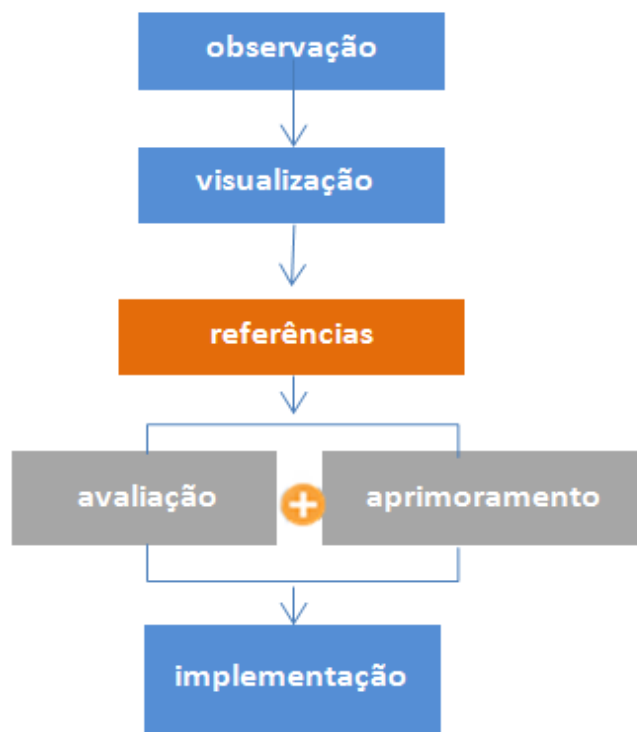 observação
visualização
referências
avaliação
aprimoramento
implementação